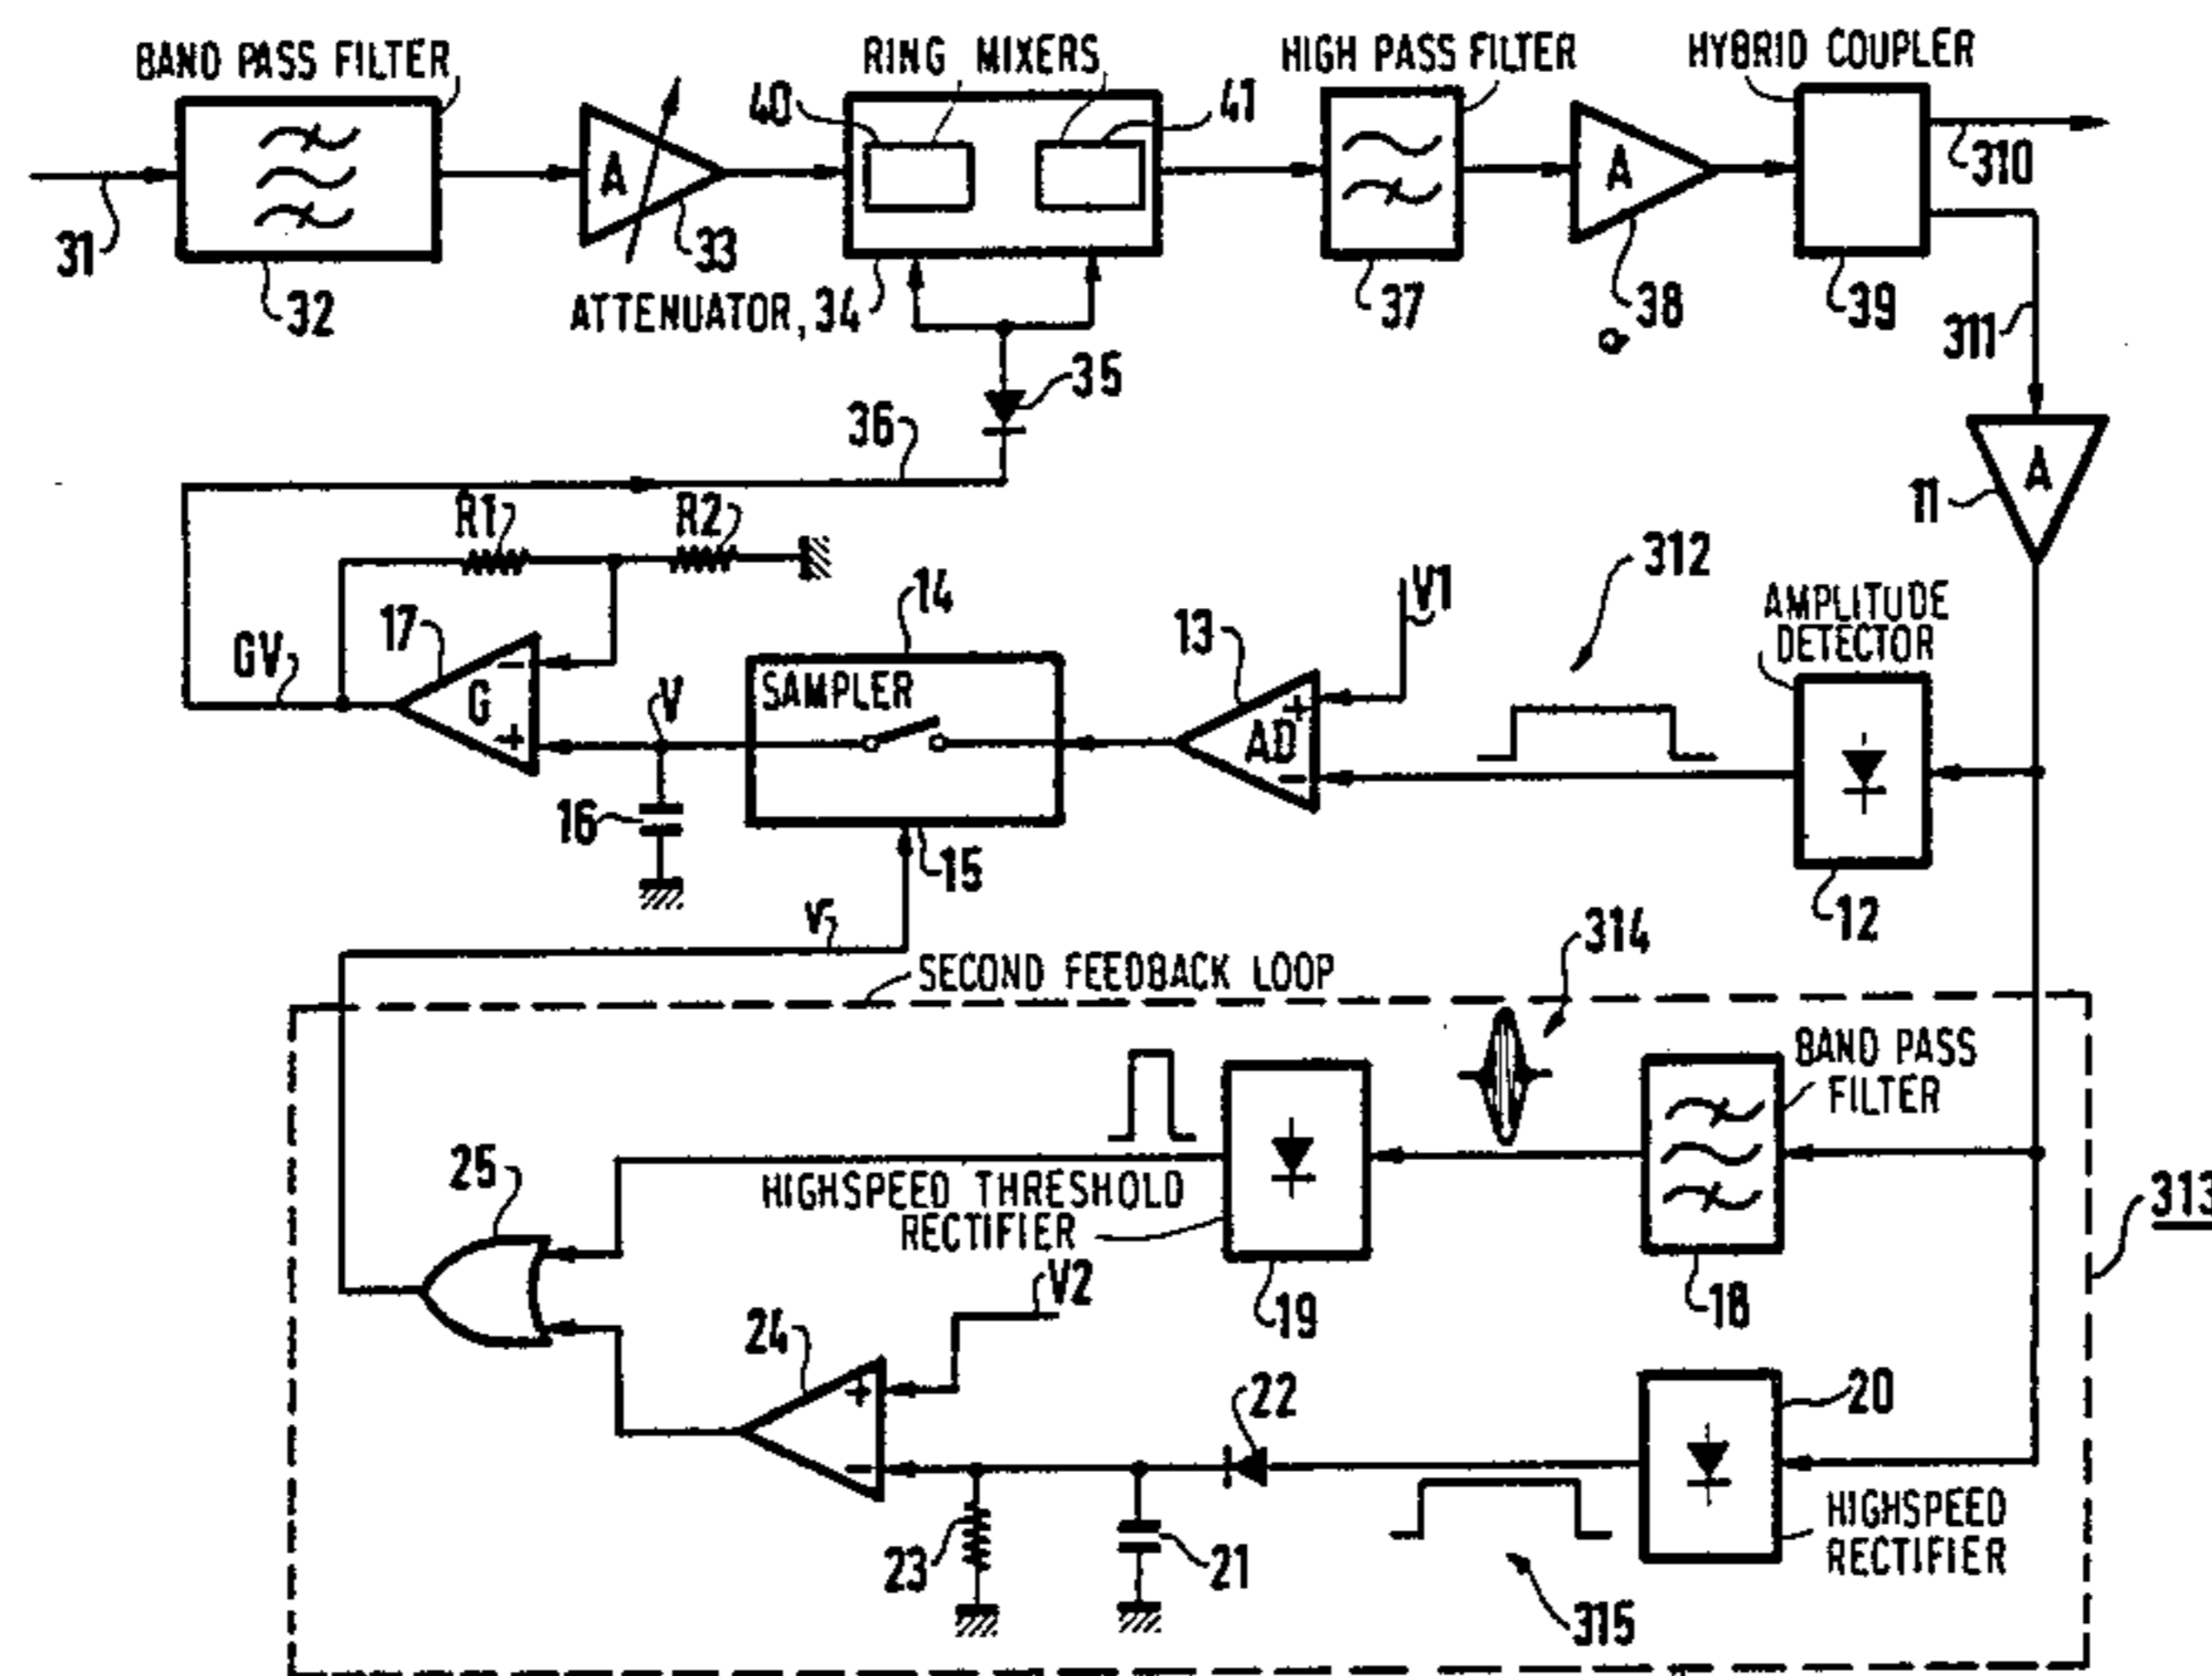 BAND PASS FILTER
RING MIXERS
HIGH PASS FILTER
HYBRID COUPLER
40
41
A
A
310
31
33
32
ATTENUATOR, 34
37
38
39
311
35
36
A
11
R1
R2
312
14
V1
13
AMPLITUDE
DETECTOR
17
GV
V
SAMPLER
G
-
+
+
AD
-
16
15
12
v
314
SECOND FEEDBACK LOOP
BAND PASS
FILTER
25
HIGHSPEED THRESHOLD
RECTIFIER
313
V2
24
19
18
+
-
22
20
23
21
HIGHSPEED
RECTIFIER
315